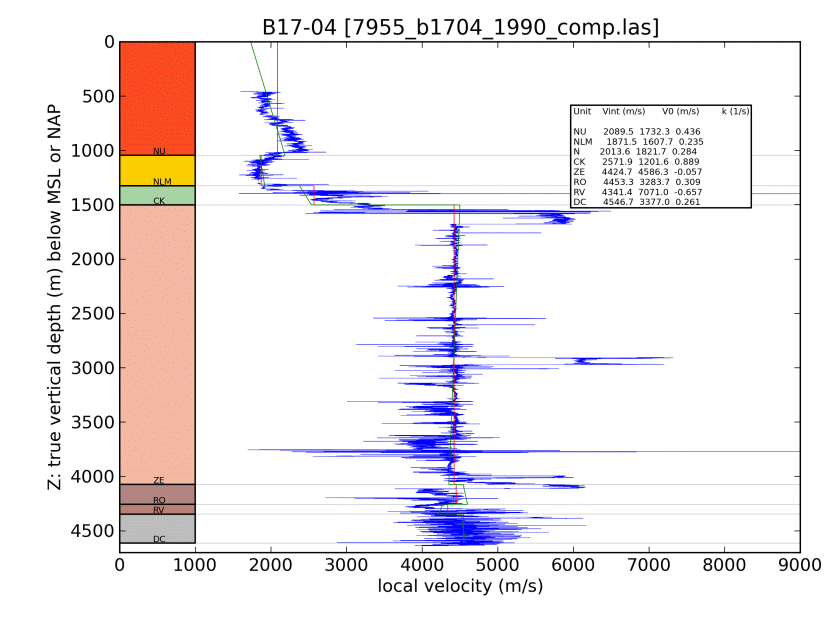 B17-04 [7955_b1704_1990_comp.las]
Z: true vertical depth (m) below MSL or NAP
0
500
1000
1500
2000
2500
3000
3500
4000
4500
NU
NLM
CK
ZE
RO
RV
DC
Unit Vint (m/s) V0 (m/s) k (1/s)
NU 2089.5 1732.3 0.436
NLM 1871.5 1607.7 0.235
N 2013.6 1821.7 0.284
CK 2571.9 1201.6 0.889
ZE 4424.7 4586.3 -0.057
RO 4453.3 3283.7 0.309
RV 4341.4 7071.0 -0.657
DC 4546.7 3377.0 0.261
0 1000 2000 3000 4000 5000 6000 7000 8000 9000
local velocity (m/s)